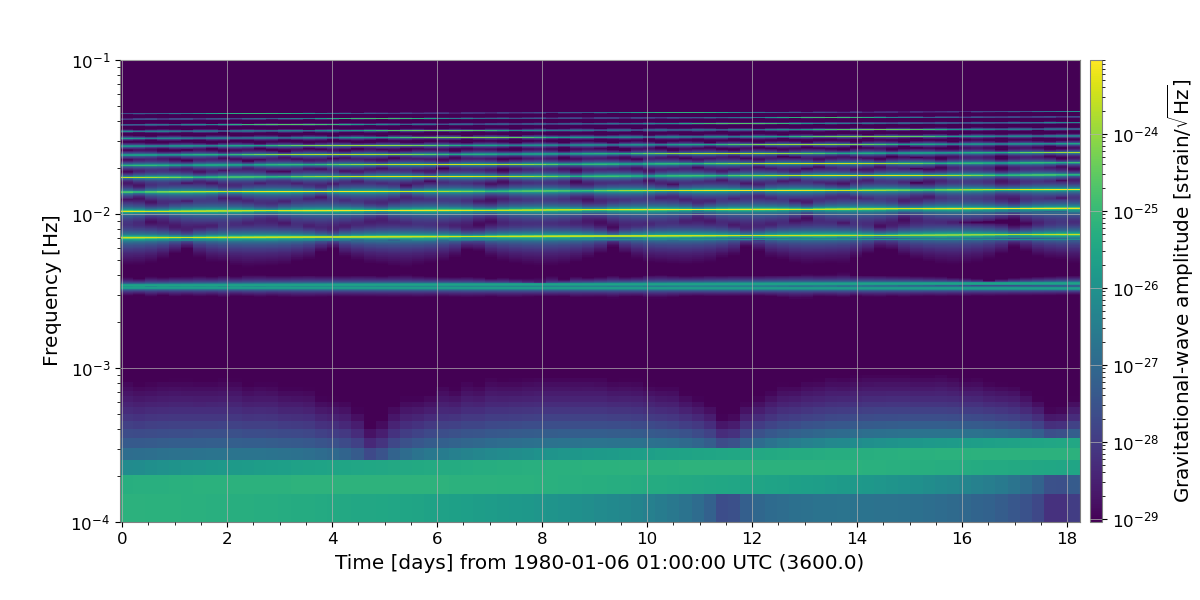 Frequency [Hz]
10⁻¹
10⁻²
10⁻³
10⁻⁴
0 2 4 6 8 10 12 14 16 18
Time [days] from 1980-01-06 01:00:00 UTC (3600.0)
10⁻²⁴
10⁻²⁵
10⁻²⁶
10⁻²⁷
10⁻²⁸
10⁻²⁹
Gravitational-wave amplitude [strain/√Hz]